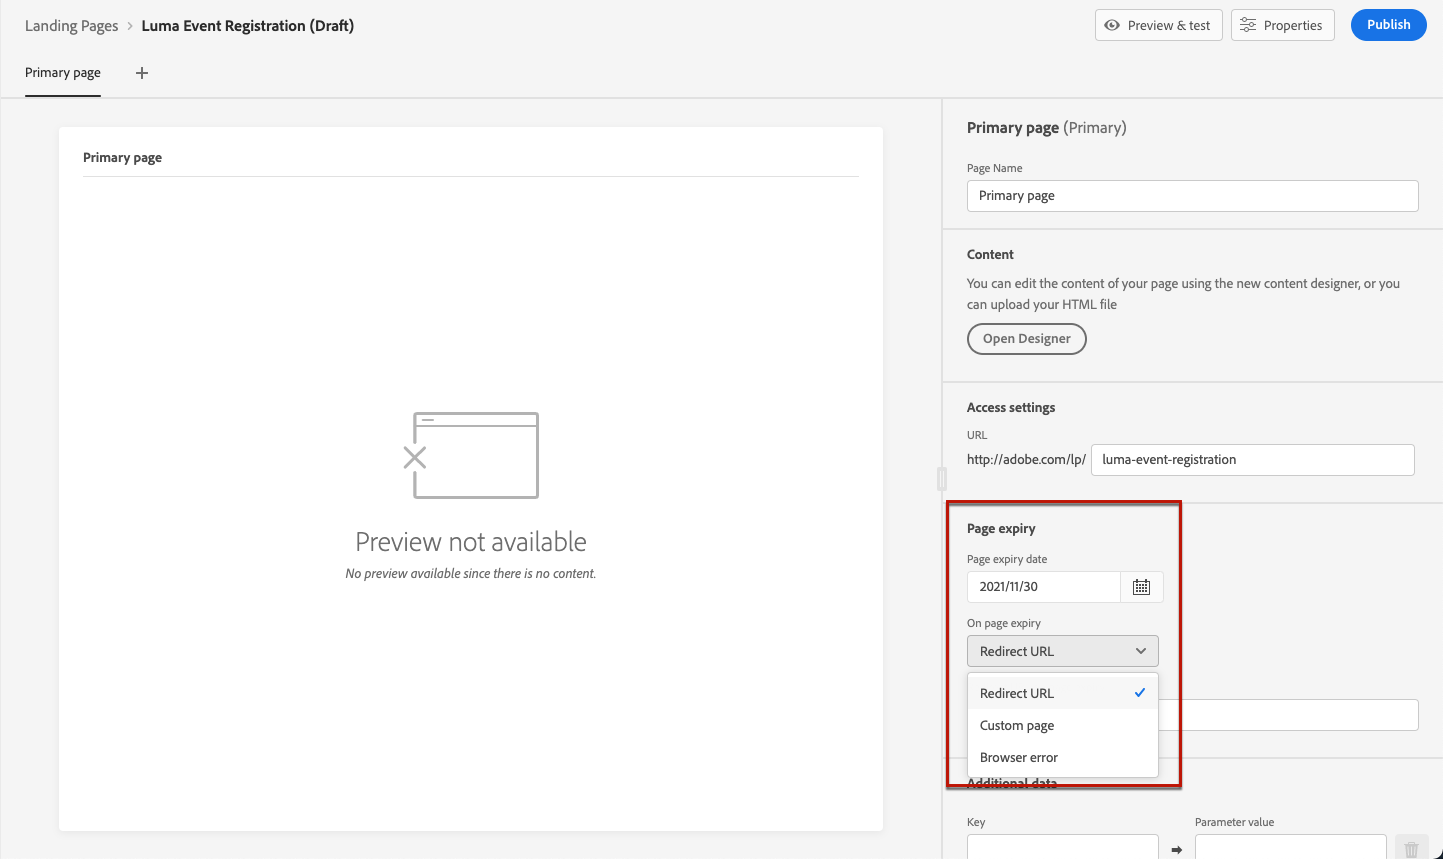 Landing Pages > Luma Event Registration (Draft)
Preview & test
Properties
Publish
Primary page
+
Primary page
Preview not available
No preview available since there is no content.
Primary page (Primary)
Page Name
Primary page
Content
You can edit the content of your page using the new content designer, or you
can upload your HTML file
Open Designer
Access settings
URL
http://adobe.com/lp/ luma-event-registration
Page expiry
Page expiry date
2021/11/30
On page expiry
Redirect URL
Redirect URL
Custom page
Browser error
Additional data
Key
Parameter value